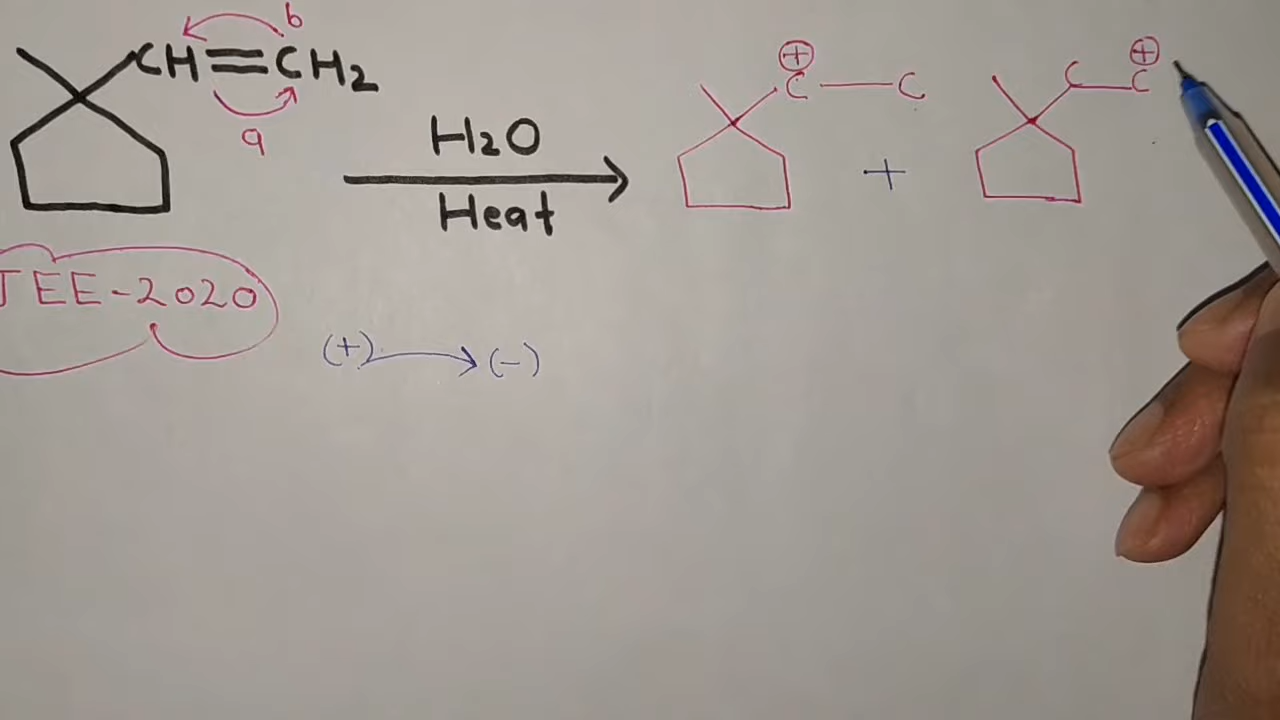 b
CH=CH2
a
H2O
Heat
JEE-2020
(+) → (-)
⊕
C—C
+
⊕
C—C